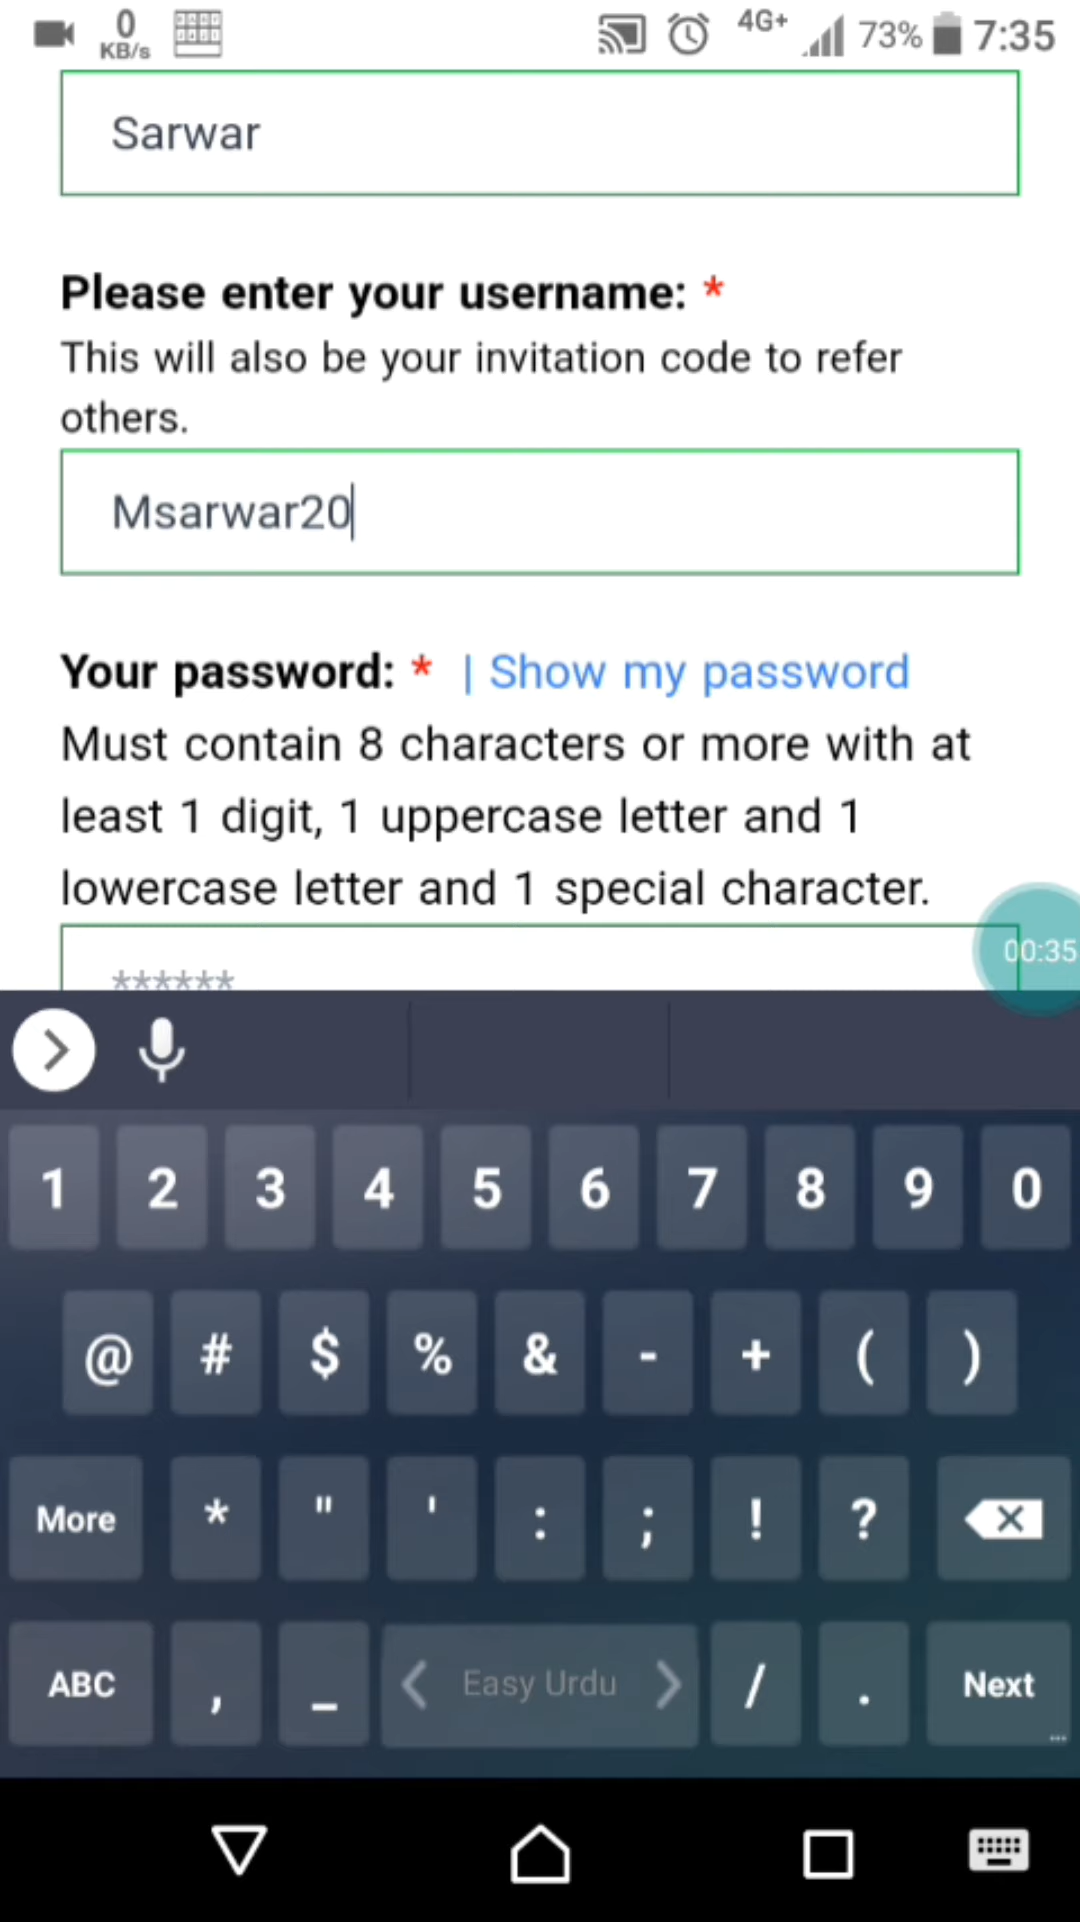 0 KB/s 4G+ 73% 7:35
Sarwar
Please enter your username: *
This will also be your invitation code to refer
others.
Msarwar20
Your password: * | Show my password
Must contain 8 characters or more with at
least 1 digit, 1 uppercase letter and 1
lowercase letter and 1 special character.
******
00:35
1 2 3 4 5 6 7 8 9 0
@ # $ % & - + ( )
More * " ' : ; ! ?
ABC , _ Easy Urdu / . Next